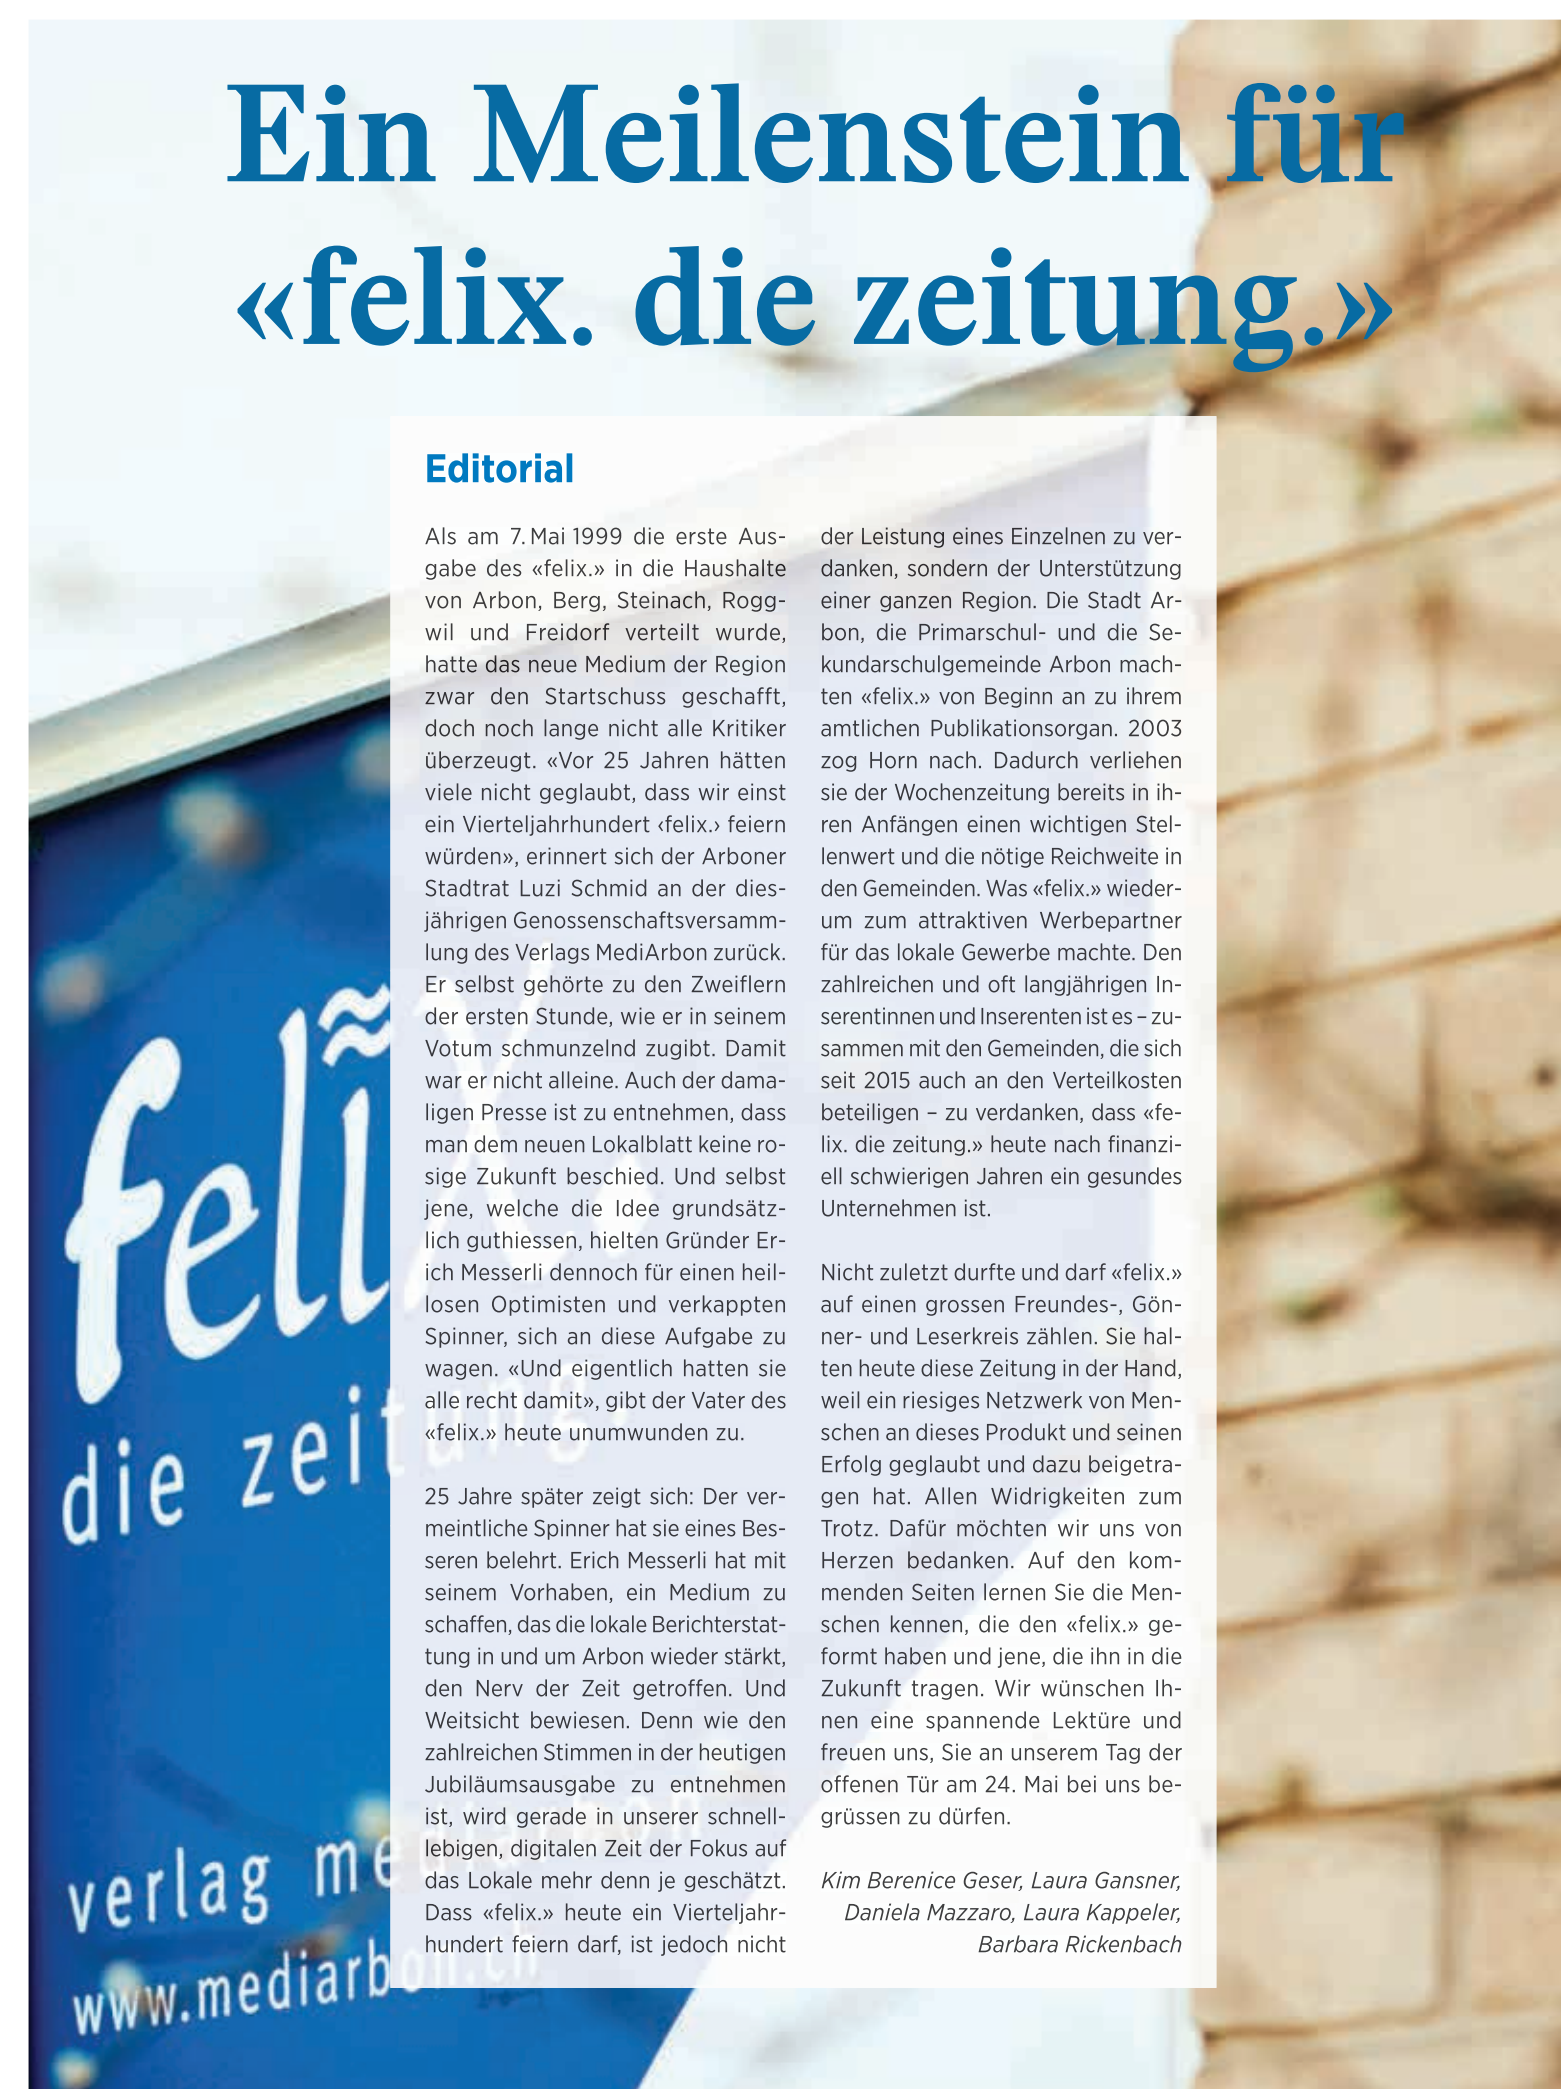 Ein Meilenstein für
«felix. die zeitung.»
Editorial
Als am 7. Mai 1999 die erste Aus-
gabe des «felix.» in die Haushalte
von Arbon, Berg, Steinach, Rogg-
wil und Freidorf verteilt wurde,
hatte das neue Medium der Region
zwar den Startschuss geschafft,
doch noch lange nicht alle Kritiker
überzeugt. «Vor 25 Jahren hätten
viele nicht geglaubt, dass wir einst
ein Vierteljahrhundert ‹felix.› feiern
würden», erinnert sich der Arboner
Stadtrat Luzi Schmid an der dies-
jährigen Genossenschaftsversamm-
lung des Verlags MediArbon zurück.
Er selbst gehörte zu den Zweiflern
der ersten Stunde, wie er in seinem
Votum schmunzelnd zugibt. Damit
war er nicht alleine. Auch der dama-
ligen Presse ist zu entnehmen, dass
man dem neuen Lokalblatt keine ro-
sige Zukunft beschied. Und selbst
jene, welche die Idee grundsätz-
lich guthiessen, hielten Gründer Er-
ich Messerli dennoch für einen heil-
losen Optimisten und verkappten
Spinner, sich an diese Aufgabe zu
wagen. «Und eigentlich hatten sie
alle recht damit», gibt der Vater des
«felix.» heute unumwunden zu.
25 Jahre später zeigt sich: Der ver-
meintliche Spinner hat sie eines Bes-
seren belehrt. Erich Messerli hat mit
seinem Vorhaben, ein Medium zu
schaffen, das die lokale Berichterstat-
tung in und um Arbon wieder stärkt,
den Nerv der Zeit getroffen. Und
Weitsicht bewiesen. Denn wie den
zahlreichen Stimmen in der heutigen
Jubiläumsausgabe zu entnehmen
ist, wird gerade in unserer schnell-
lebigen, digitalen Zeit der Fokus auf
das Lokale mehr denn je geschätzt.
Dass «felix.» heute ein Vierteljahr-
hundert feiern darf, ist jedoch nicht
der Leistung eines Einzelnen zu ver-
danken, sondern der Unterstützung
einer ganzen Region. Die Stadt Ar-
bon, die Primarschul- und die Se-
kundarschulgemeinde Arbon mach-
ten «felix.» von Beginn an zu ihrem
amtlichen Publikationsorgan. 2003
zog Horn nach. Dadurch verliehen
sie der Wochenzeitung bereits in ih-
ren Anfängen einen wichtigen Stel-
lenwert und die nötige Reichweite in
den Gemeinden. Was «felix.» wieder-
um zum attraktiven Werbepartner
für das lokale Gewerbe machte. Den
zahlreichen und oft langjährigen In-
serentinnen und Inserenten ist es – zu-
sammen mit den Gemeinden, die sich
seit 2015 auch an den Verteilkosten
beteiligen – zu verdanken, dass «fe-
lix. die zeitung.» heute nach finanzi-
ell schwierigen Jahren ein gesundes
Unternehmen ist.
Nicht zuletzt durfte und darf «felix.»
auf einen grossen Freundes-, Gön-
ner- und Leserkreis zählen. Sie hal-
ten heute diese Zeitung in der Hand,
weil ein riesiges Netzwerk von Men-
schen an dieses Produkt und seinen
Erfolg geglaubt und dazu beigetra-
gen hat. Allen Widrigkeiten zum
Trotz. Dafür möchten wir uns von
Herzen bedanken. Auf den kom-
menden Seiten lernen Sie die Men-
schen kennen, die den «felix.» ge-
formt haben und jene, die ihn in die
Zukunft tragen. Wir wünschen Ih-
nen eine spannende Lektüre und
freuen uns, Sie an unserem Tag der
offenen Tür am 24. Mai bei uns be-
grüssen zu dürfen.
Kim Berenice Geser, Laura Gansner,
Daniela Mazzaro, Laura Kappeler,
Barbara Rickenbach
felix.
die zeitung.
verlag mediarbon
www.mediarbon.ch